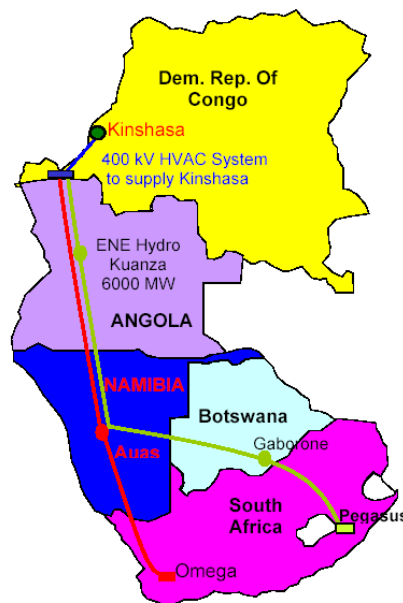 Dem. Rep. Of
Congo
Kinshasa
400 kV HVAC System
to supply Kinshasa
ENE Hydro
Kuanza
6000 MW
ANGOLA
NAMIBIA
Botswana
Auas
Gaborone
South
Africa
Pegasus
Omega